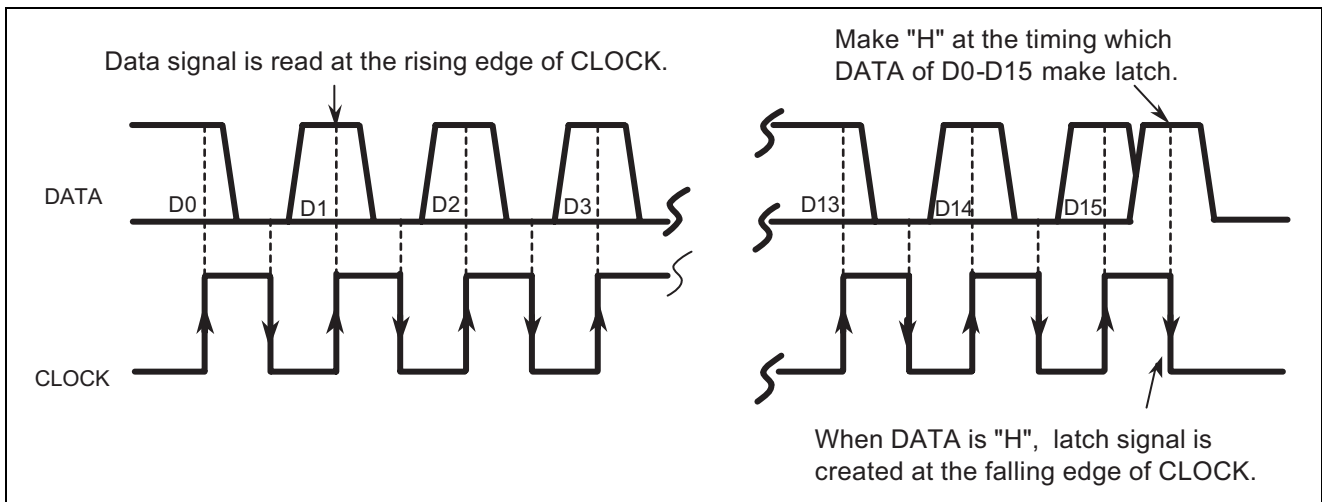 Data signal is read at the rising edge of CLOCK.
Make "H" at the timing which
DATA of D0-D15 make latch.
DATA
D0
D1
D2
D3
D13
D14
D15
CLOCK
When DATA is "H", latch signal is
created at the falling edge of CLOCK.